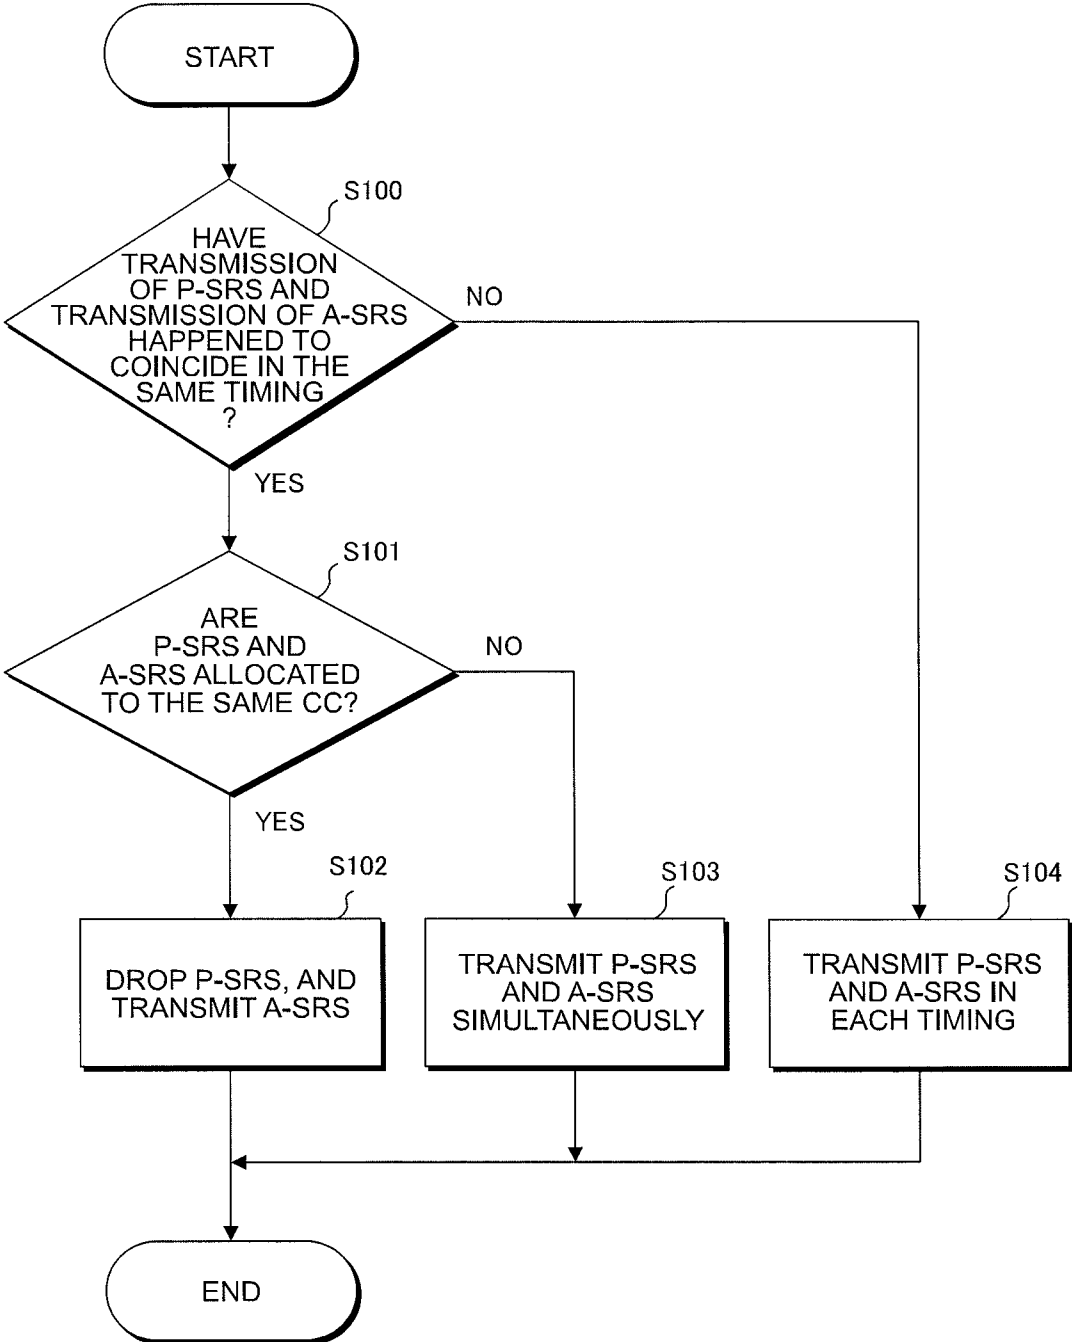 START
S100
HAVE
TRANSMISSION
OF P-SRS AND
TRANSMISSION OF A-SRS
HAPPENED TO
COINCIDE IN THE
SAME TIMING
?
NO
YES
S101
ARE
P-SRS AND
A-SRS ALLOCATED
TO THE SAME CC?
NO
YES
S102
DROP P-SRS, AND
TRANSMIT A-SRS
S103
TRANSMIT P-SRS
AND A-SRS
SIMULTANEOUSLY
S104
TRANSMIT P-SRS
AND A-SRS IN
EACH TIMING
END